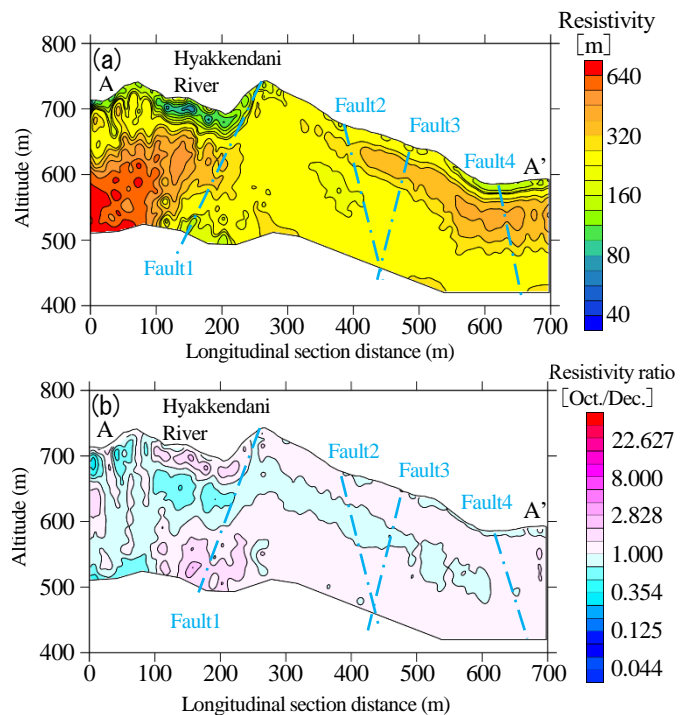 Resistivity
[m]
(a)
Hyakkendani
River
A
Fault2
Fault3
Fault4
A'
Fault1
Altitude (m)
800
700
600
500
400
0 100 200 300 400 500 600 700
Longitudinal section distance (m)
640
320
160
80
40
Resistivity ratio
[Oct./Dec.]
(b)
Hyakkendani
River
A
Fault2
Fault3
Fault4
A'
Fault1
Altitude (m)
800
700
600
500
400
0 100 200 300 400 500 600 700
Longitudinal section distance (m)
22.627
8.000
2.828
1.000
0.354
0.125
0.044